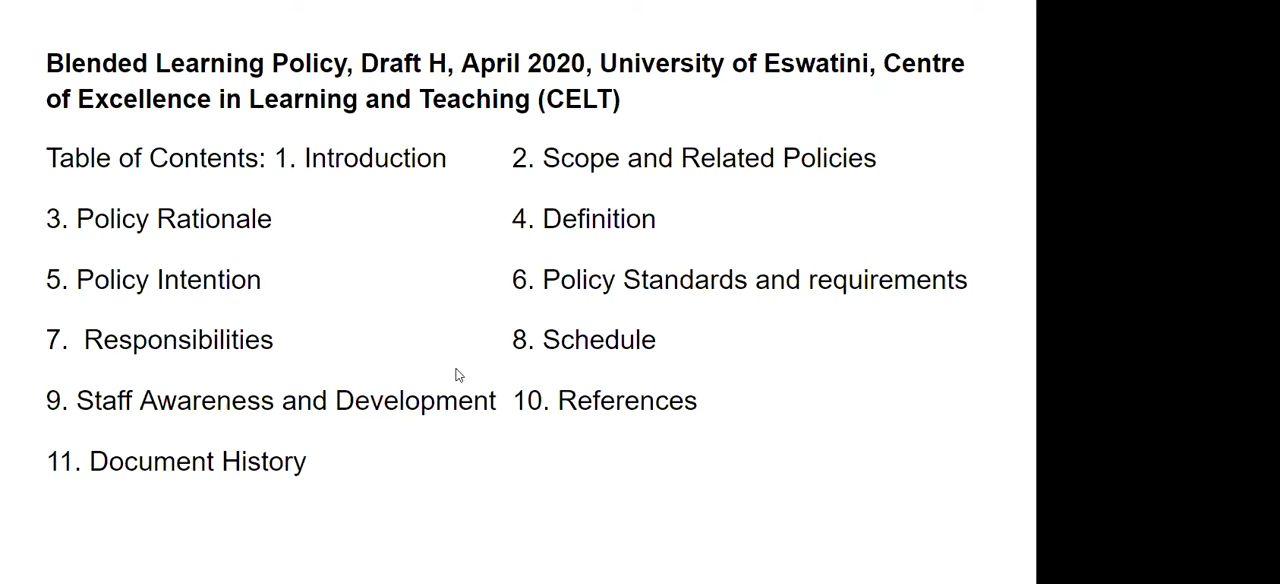 Blended Learning Policy, Draft H, April 2020, University of Eswatini, Centre
of Excellence in Learning and Teaching (CELT)
Table of Contents: 1. Introduction 2. Scope and Related Policies
3. Policy Rationale 4. Definition
5. Policy Intention 6. Policy Standards and requirements
7. Responsibilities 8. Schedule
9. Staff Awareness and Development 10. References
11. Document History